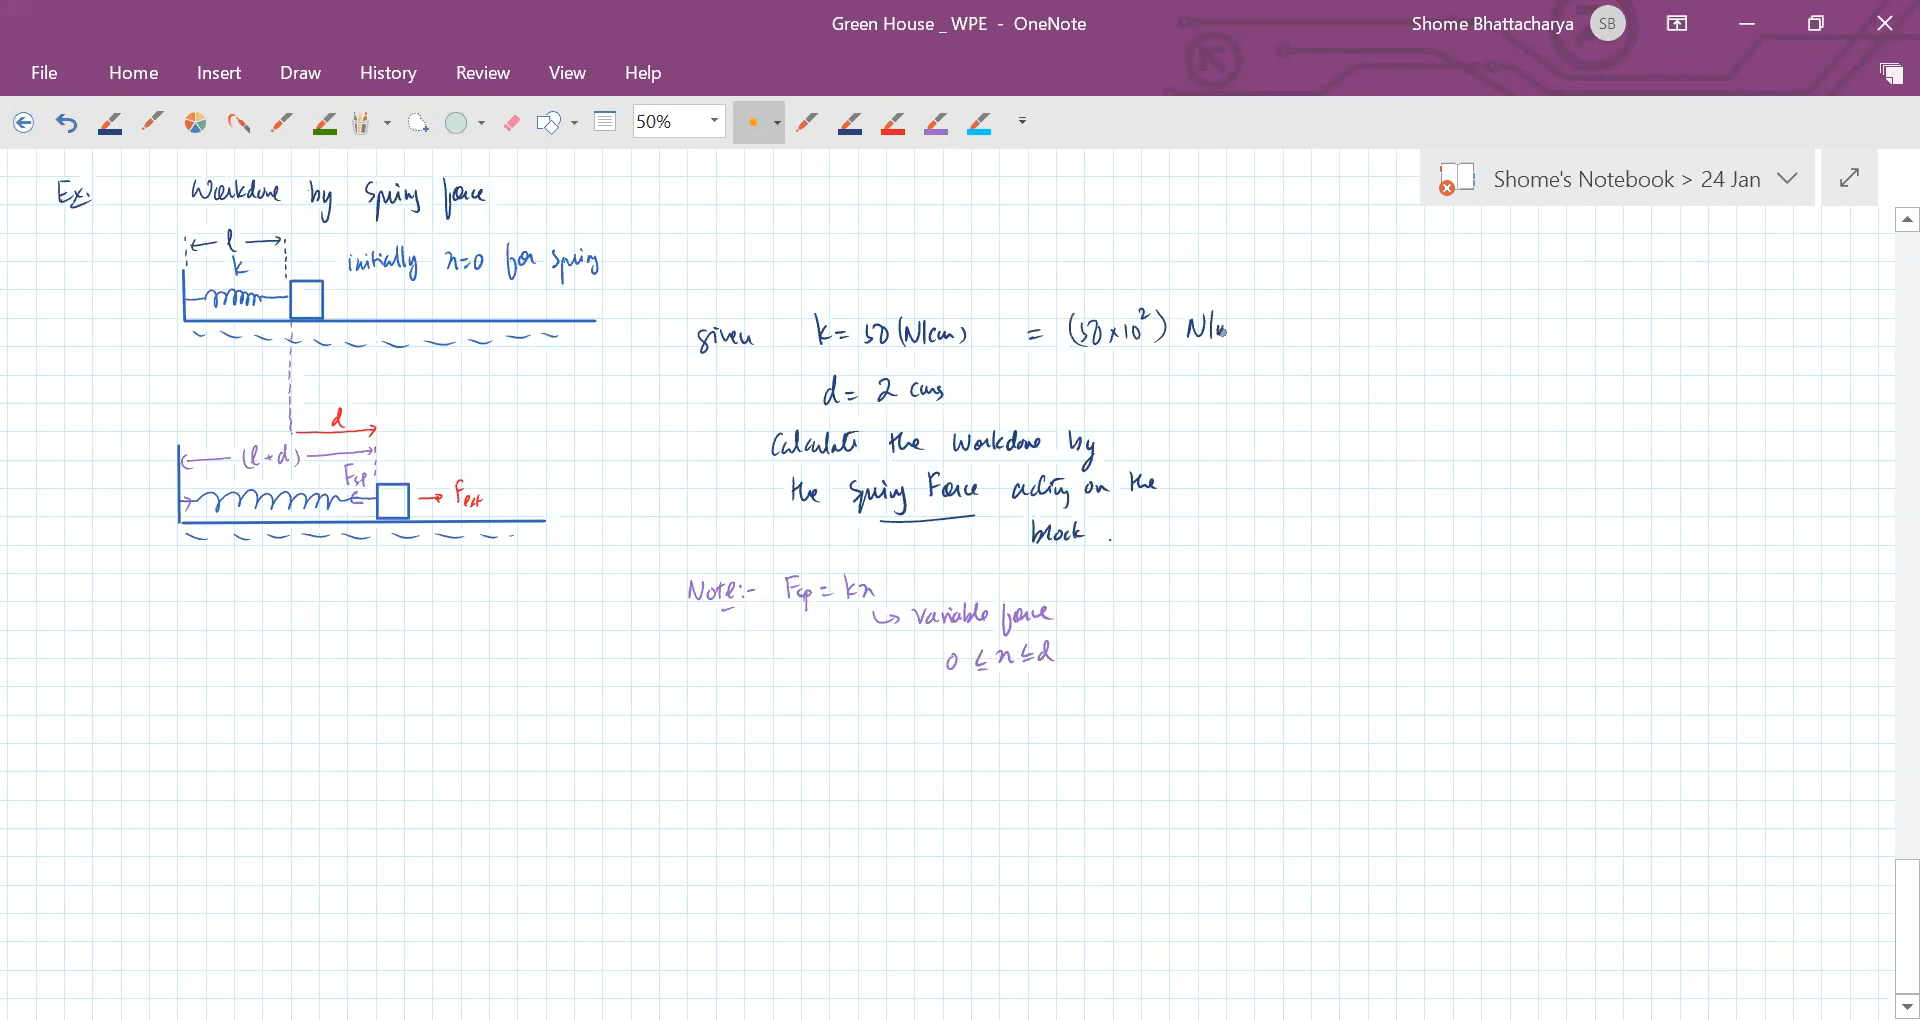 Green House _ WPE - OneNote
Shome Bhattacharya
SB
File Home Insert Draw History Review View Help
50%
Shome's Notebook > 24 Jan
Ex:
Workdone by Spring force
l
k
initially x=0 for spring
d
(l+d)
Fsp
Fext
given k = 50 (N/cm) = (50×10²) N/
d = 2 cms
Calculate the Workdone by
the Spring Force acting on the
block.
Note:- Fsp = kx
↳ variable force
0 ≤ x ≤ d